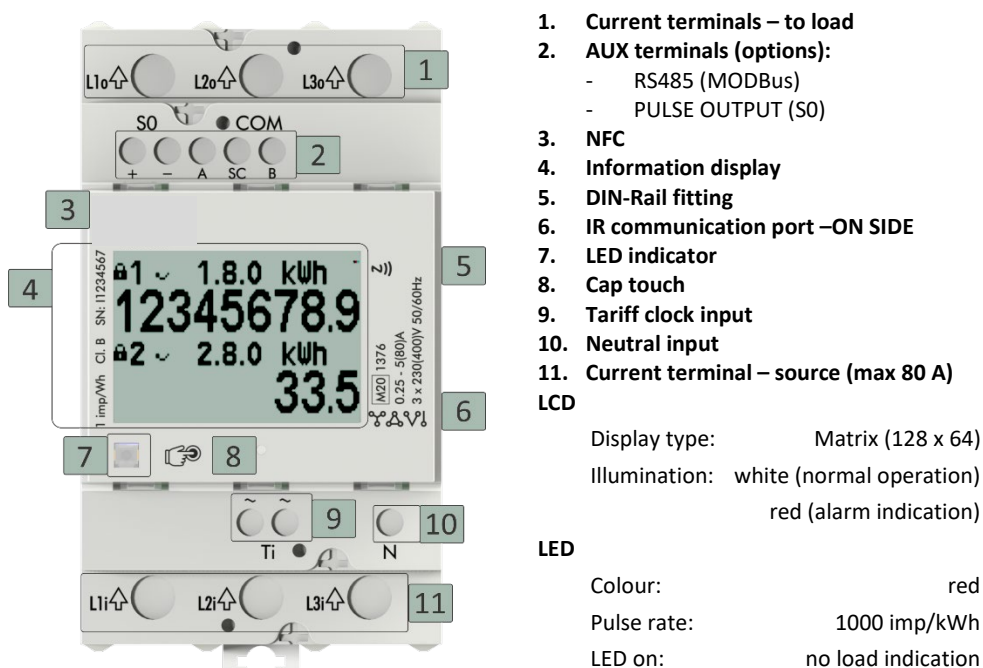 L1o L2o L3o 1
S0 COM
+ − A SC B 2
3
4
SN: I1234567
Cl. B
1 imp/Wh
1 1.8.0 kWh
12345678.9
2 2.8.0 kWh
33.5
M20 1376
0.25 - 5(80)A
3 x 230(400)V 50/60Hz
5
6
7 8
~ ~
9
10
Ti N
L1i L2i L3i 11
1. Current terminals – to load
2. AUX terminals (options):
- RS485 (MODBus)
- PULSE OUTPUT (S0)
3. NFC
4. Information display
5. DIN-Rail fitting
6. IR communication port –ON SIDE
7. LED indicator
8. Cap touch
9. Tariff clock input
10. Neutral input
11. Current terminal – source (max 80 A)
LCD
Display type: Matrix (128 x 64)
Illumination: white (normal operation)
red (alarm indication)
LED
Colour: red
Pulse rate: 1000 imp/kWh
LED on: no load indication